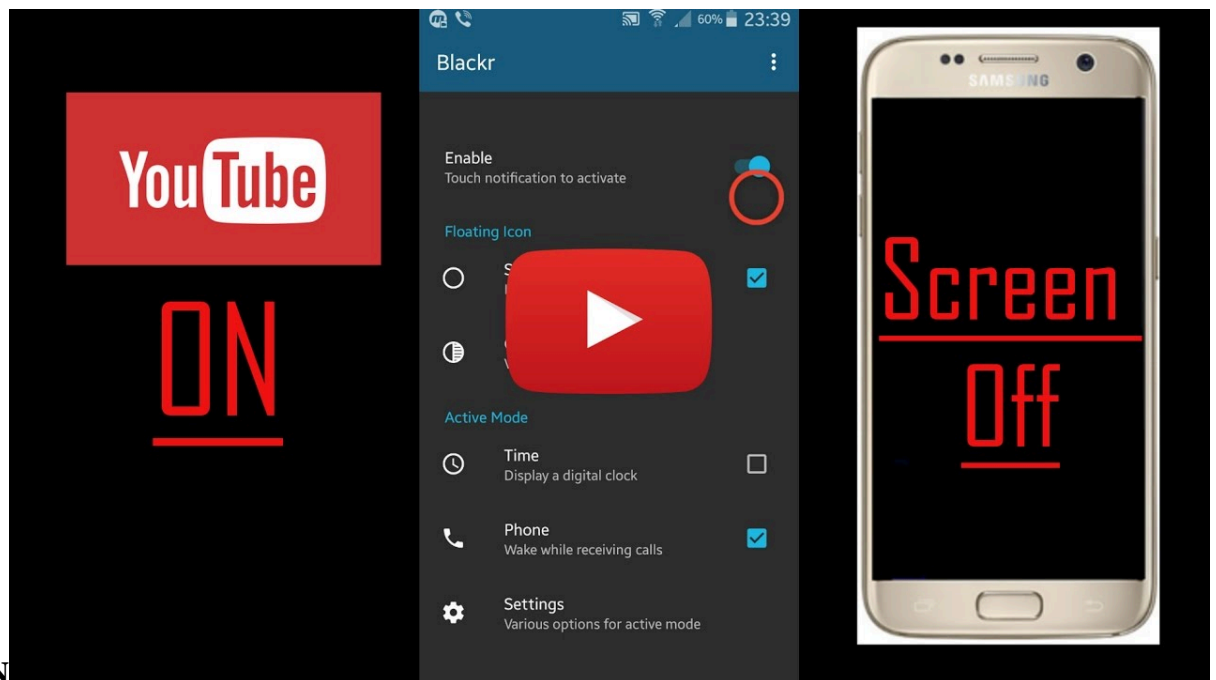 YouTube
ON
60% 23:39
Blackr
Enable
Touch notification to activate
Floating Icon
Active Mode
Time
Display a digital clock
Phone
Wake while receiving calls
Settings
Various options for active mode
SAMSUNG
Screen
Off
N